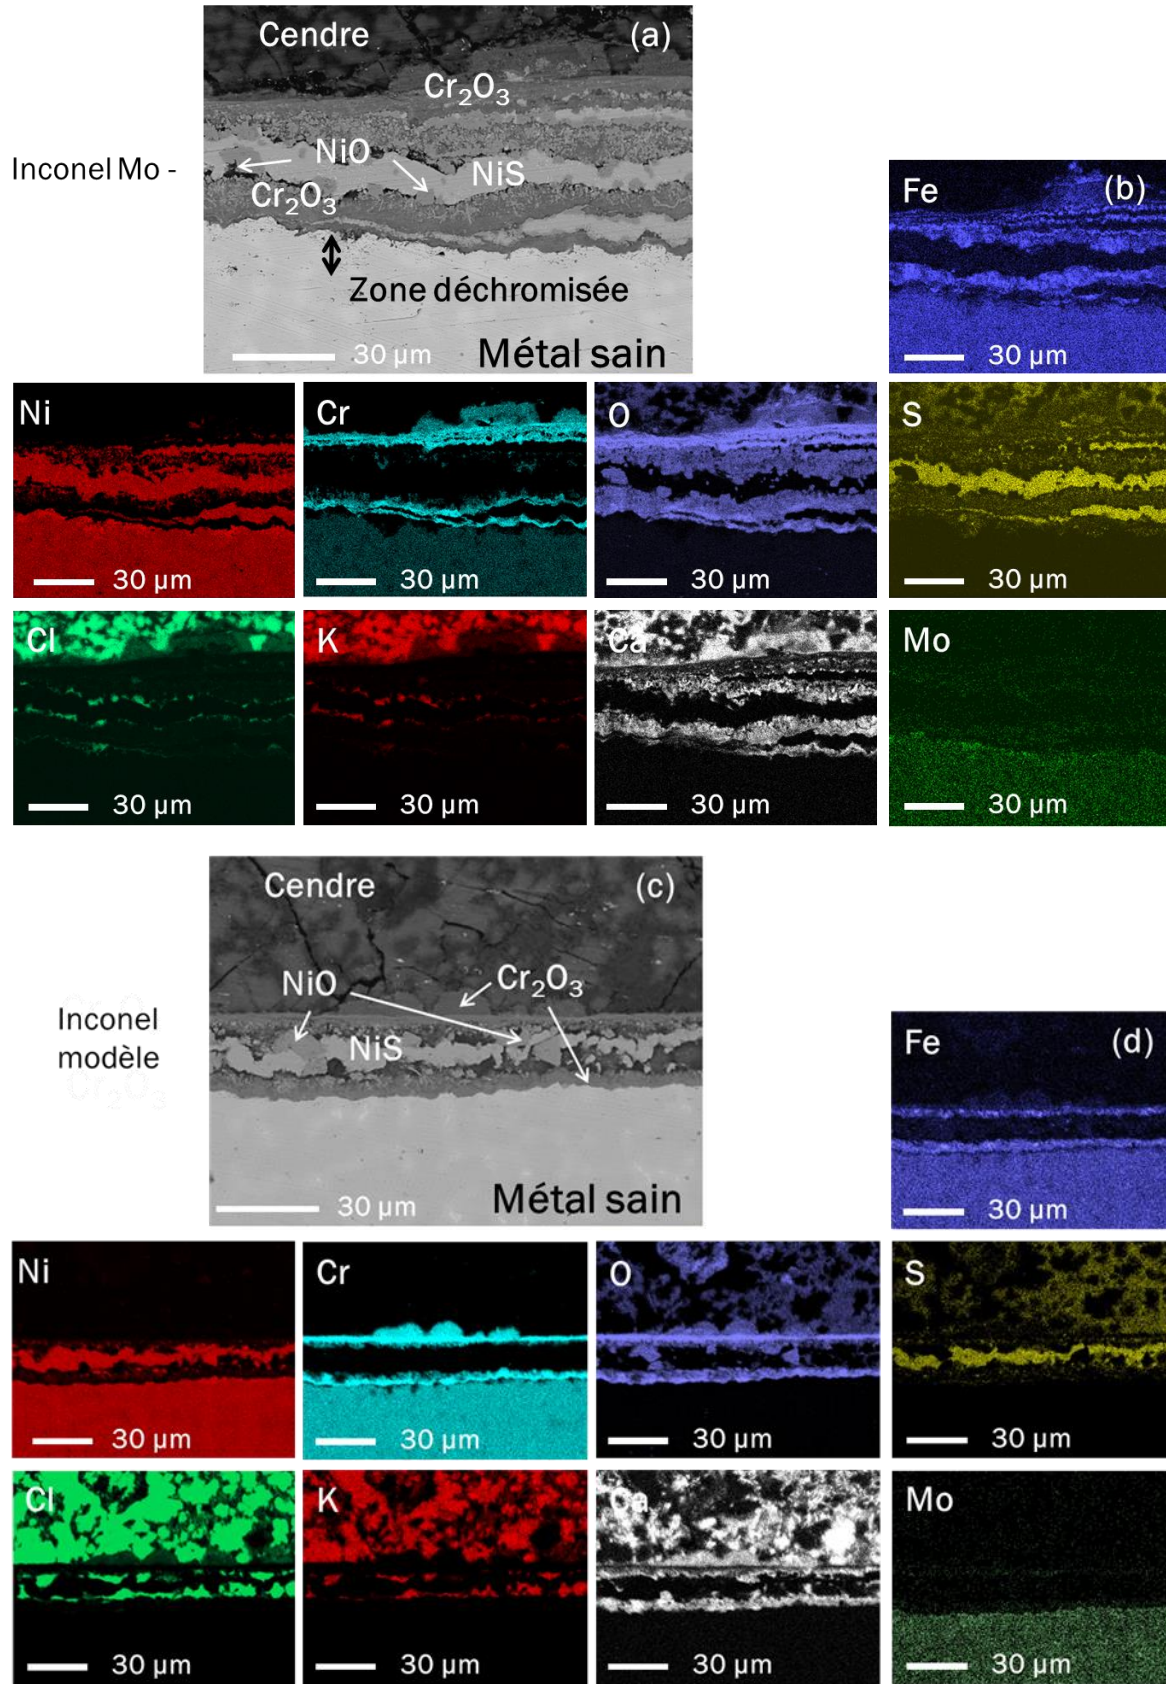 Cendre
(a)
Cr₂O₃
Inconel Mo -
NiO
NiS
Cr₂O₃
Zone déchromisée
30 µm
Métal sain
Fe
(b)
30 µm
Ni
30 µm
Cr
30 µm
O
30 µm
S
30 µm
Cl
30 µm
K
30 µm
Ca
30 µm
Mo
30 µm
Cendre
(c)
NiO
Cr₂O₃
Inconel
modèle
Cr₂O₃
NiS
30 µm
Métal sain
Fe
(d)
30 µm
Ni
30 µm
Cr
30 µm
O
30 µm
S
30 µm
Cl
30 µm
K
30 µm
Ca
30 µm
Mo
30 µm